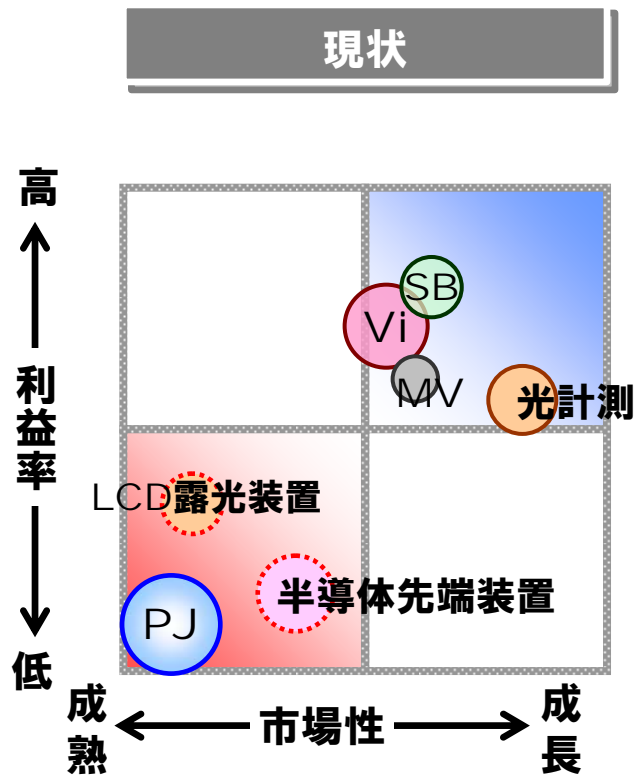 現状
高
利益率
低
SB
Vi
MV
光計測
LCD露光装置
半導体先端装置
PJ
成熟
市場性
成長